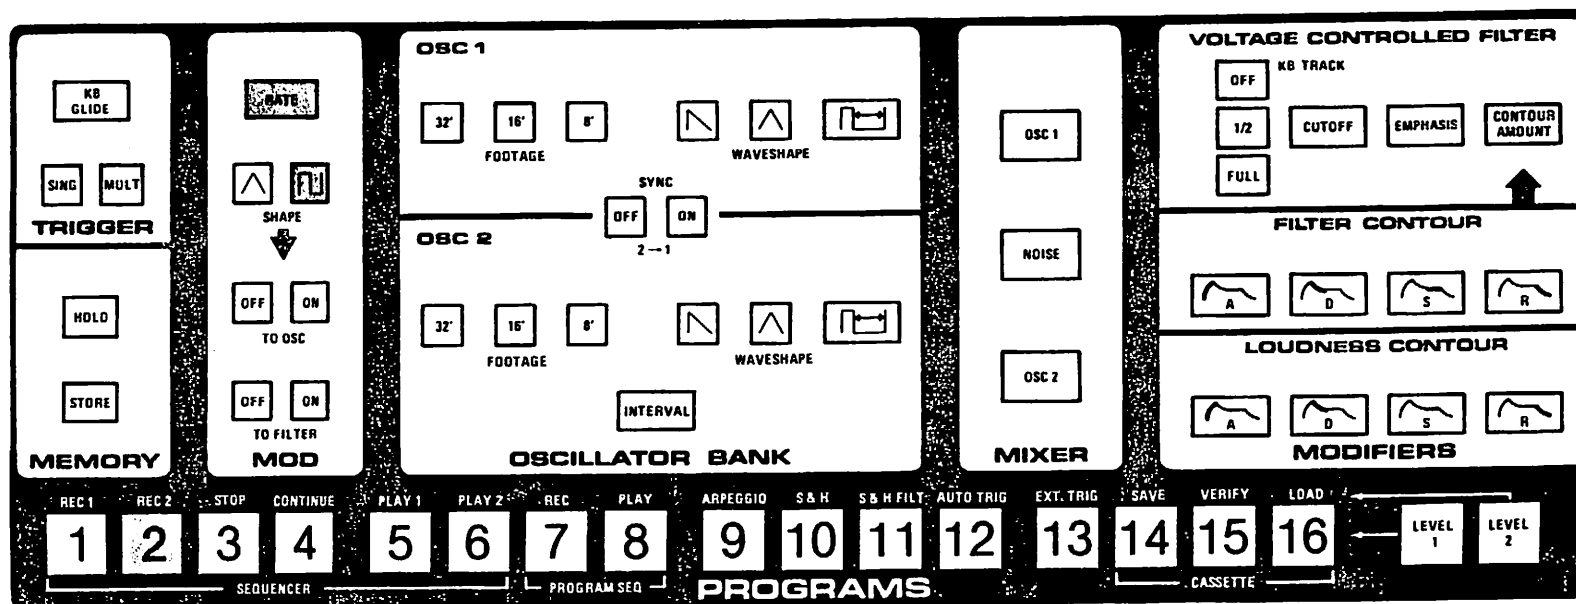 KB
GLIDE
SING MULT
TRIGGER
HOLD
STORE
MEMORY
RATE
SHAPE
OFF ON
TO OSC
OFF ON
TO FILTER
MOD
OSC 1
32' 16' 8'
FOOTAGE
WAVESHAPE
SYNC
OFF ON
2→1
OSC 2
32' 16' 8'
FOOTAGE
WAVESHAPE
INTERVAL
OSCILLATOR BANK
OSC 1
NOISE
OSC 2
MIXER
VOLTAGE CONTROLLED FILTER
OFF KB TRACK
1/2 CUTOFF EMPHASIS CONTOUR AMOUNT
FULL
FILTER CONTOUR
A D S R
LOUDNESS CONTOUR
A D S R
MODIFIERS
REC 1 REC 2 STOP CONTINUE PLAY 1 PLAY 2 REC PLAY ARPEGGIO S & H S & H FILT AUTO TRIG EXT. TRIG SAVE VERIFY LOAD
1 2 3 4 5 6 7 8 9 10 11 12 13 14 15 16
LEVEL 1 LEVEL 2
SEQUENCER PROGRAM SEQ PROGRAMS CASSETTE